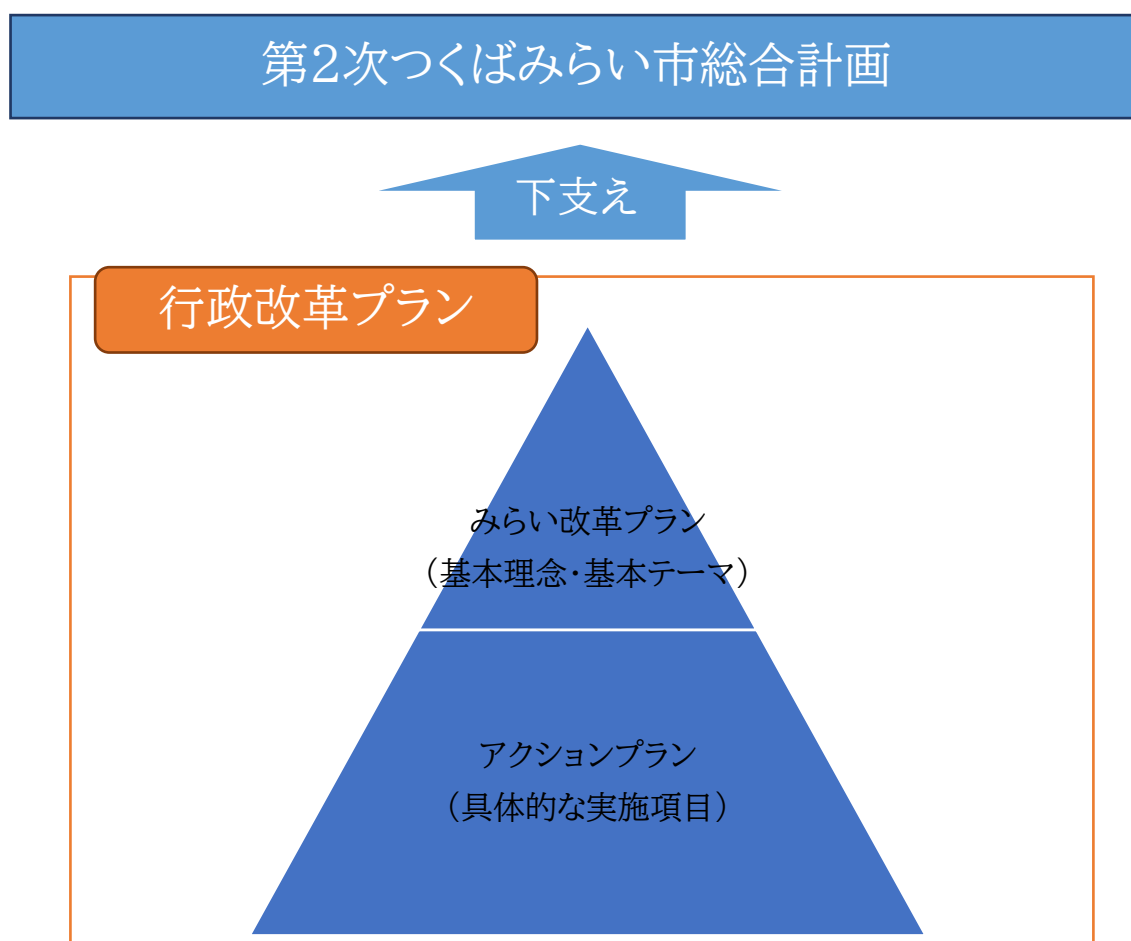 第2次つくばみらい市総合計画
下支え
行政改革プラン
みらい改革プラン
（基本理念・基本テーマ）
アクションプラン
（具体的な実施項目）